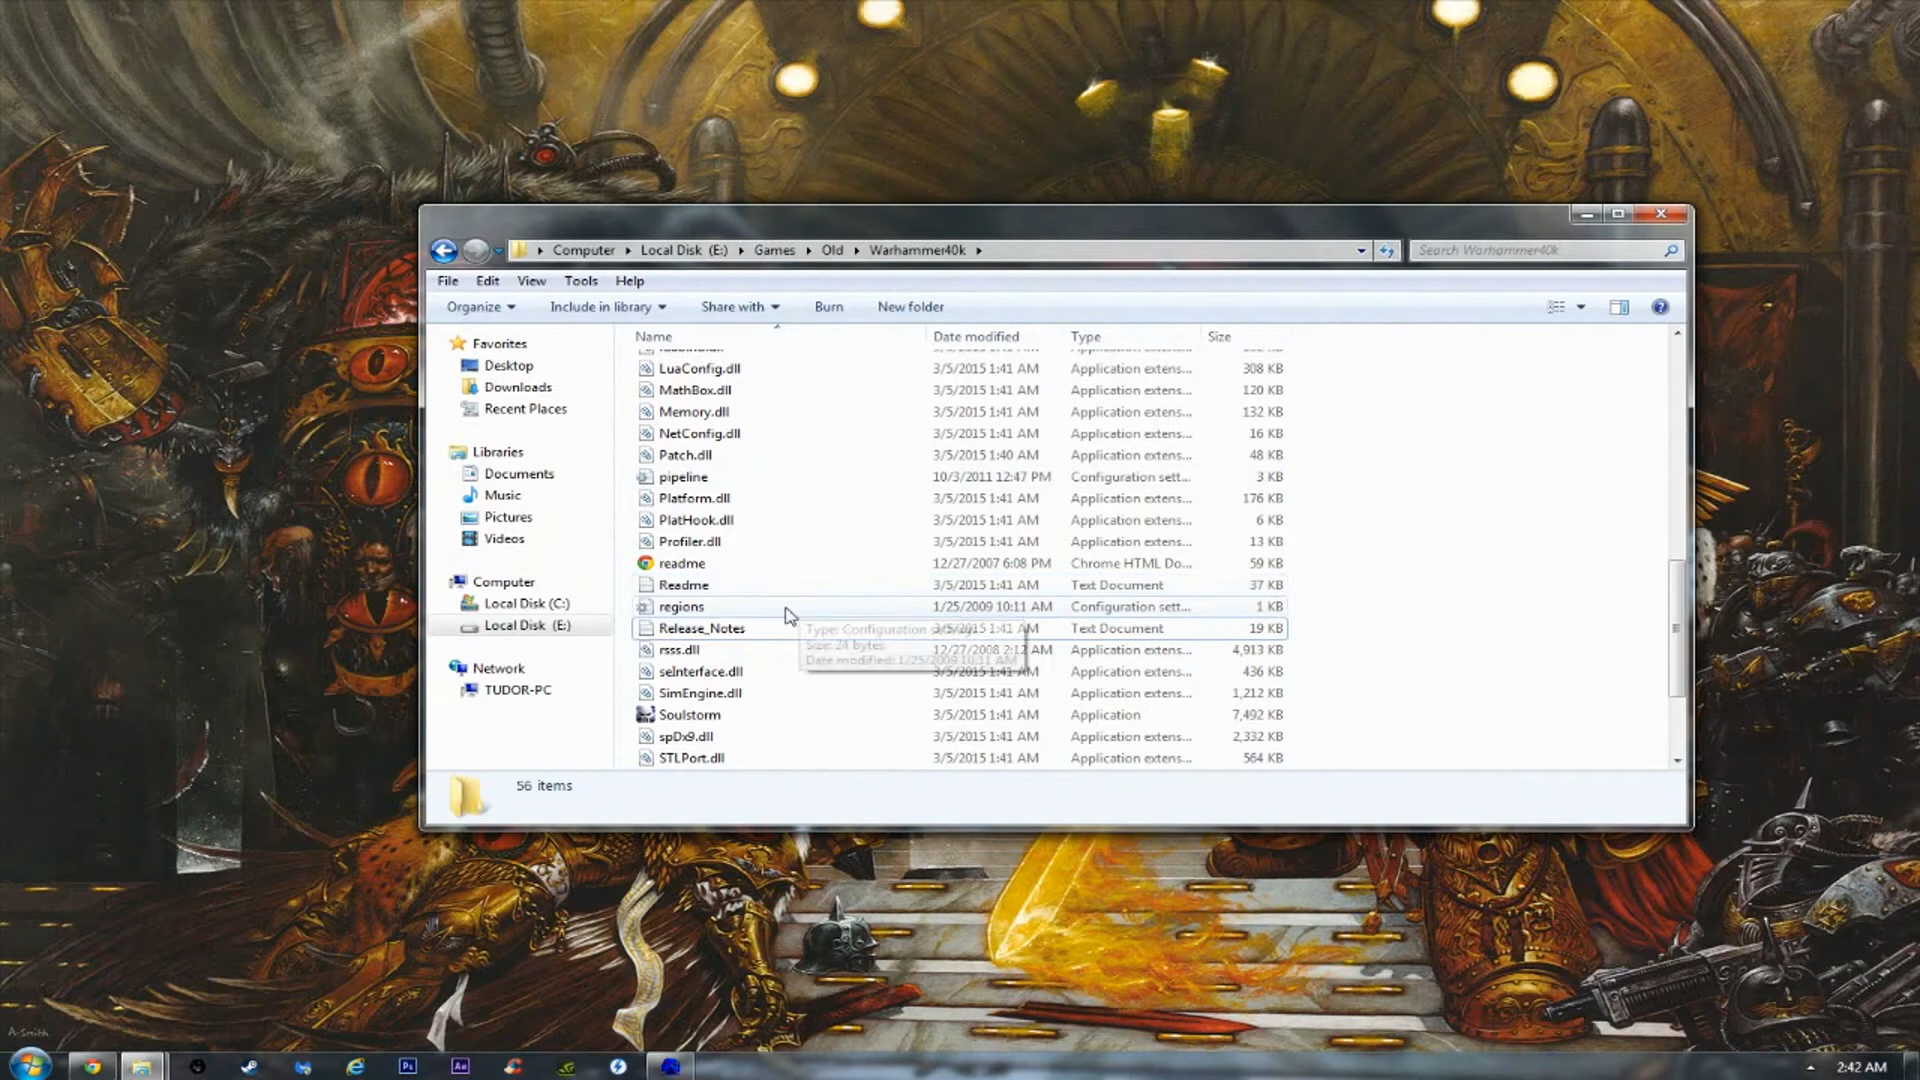 Computer Local Disk (E:) Games Old Warhammer40k
Search Warhammer40k
File Edit View Tools Help
Organize Include in library Share with Burn New folder
Favorites
Desktop
Downloads
Recent Places
Libraries
Documents
Music
Pictures
Videos
Computer
Local Disk (C:)
Local Disk (E:)
Network
TUDOR-PC
Name Date modified Type Size
LuaConfig.dll 3/5/2015 1:41 AM Application extens... 308 KB
MathBox.dll 3/5/2015 1:41 AM Application extens... 120 KB
Memory.dll 3/5/2015 1:41 AM Application extens... 132 KB
NetConfig.dll 3/5/2015 1:41 AM Application extens... 16 KB
Patch.dll 3/5/2015 1:40 AM Application extens... 48 KB
pipeline 10/3/2011 12:47 PM Configuration sett... 3 KB
Platform.dll 3/5/2015 1:41 AM Application extens... 176 KB
PlatHook.dll 3/5/2015 1:41 AM Application extens... 6 KB
Profiler.dll 3/5/2015 1:41 AM Application extens... 13 KB
readme 12/27/2007 6:08 PM Chrome HTML Do... 59 KB
Readme 3/5/2015 1:41 AM Text Document 37 KB
regions 1/25/2009 10:11 AM Configuration sett... 1 KB
Release_Notes 3/5/2015 1:41 AM Text Document 19 KB
rsss.dll 12/27/2008 2:12 AM Application extens... 4,913 KB
seInterface.dll 3/5/2015 1:41 AM Application extens... 436 KB
SimEngine.dll 3/5/2015 1:41 AM Application extens... 1,212 KB
Soulstorm 3/5/2015 1:41 AM Application 7,492 KB
spDx9.dll 3/5/2015 1:41 AM Application extens... 2,332 KB
STLPort.dll 3/5/2015 1:41 AM Application extens... 564 KB
Type: Configuration
Size: 24 bytes
Date modified: 1/25/2009 10:11 AM
56 items
A-Smith
Ps
Ae
2:42 AM